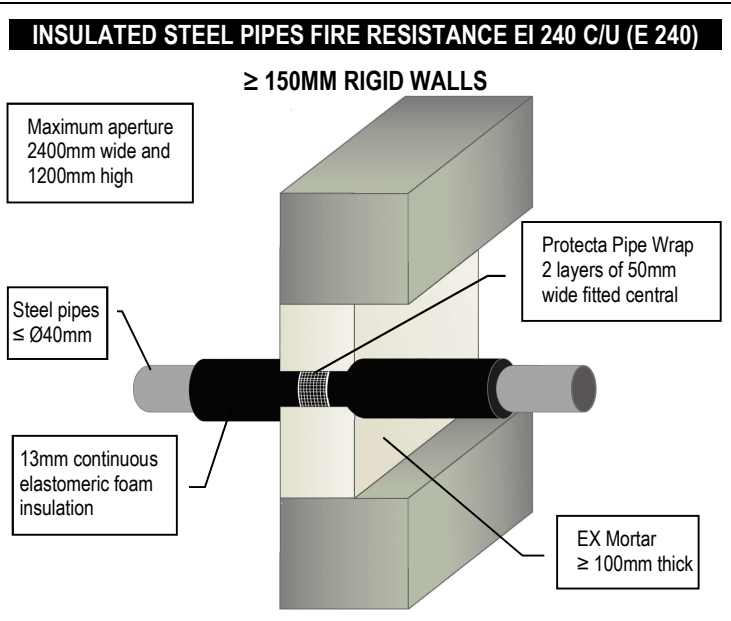 INSULATED STEEL PIPES FIRE RESISTANCE EI 240 C/U (E 240)
≥ 150MM RIGID WALLS
Maximum aperture
2400mm wide and
1200mm high
Protecta Pipe Wrap
2 layers of 50mm
wide fitted central
Steel pipes
≤ Ø40mm
13mm continuous
elastomeric foam
insulation
EX Mortar
≥ 100mm thick